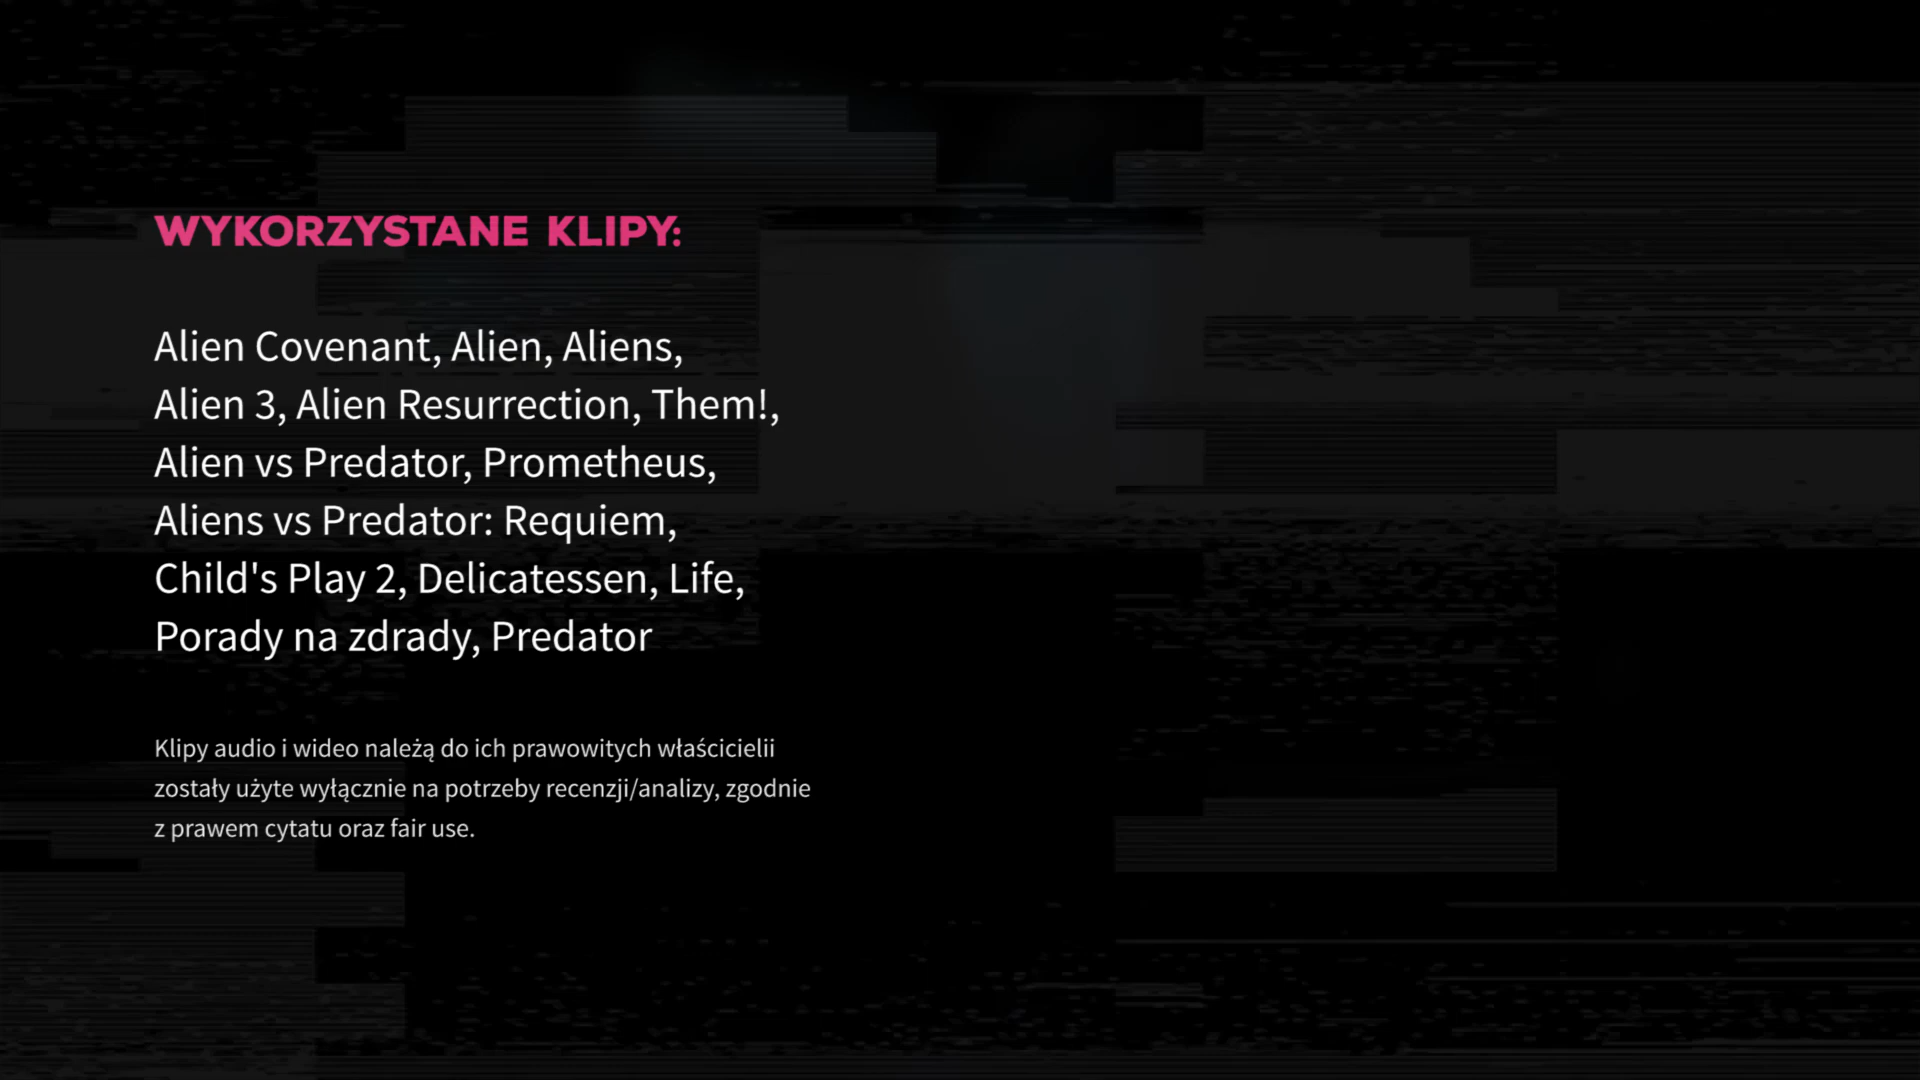 WYKORZYSTANE KLIPY:
Alien Covenant, Alien, Aliens,
Alien 3, Alien Resurrection, Them!,
Alien vs Predator, Prometheus,
Aliens vs Predator: Requiem,
Child's Play 2, Delicatessen, Life,
Porady na zdrady, Predator
Klipy audio i wideo należą do ich prawowitych właścicielii
zostały użyte wyłącznie na potrzeby recenzji/analizy, zgodnie
z prawem cytatu oraz fair use.